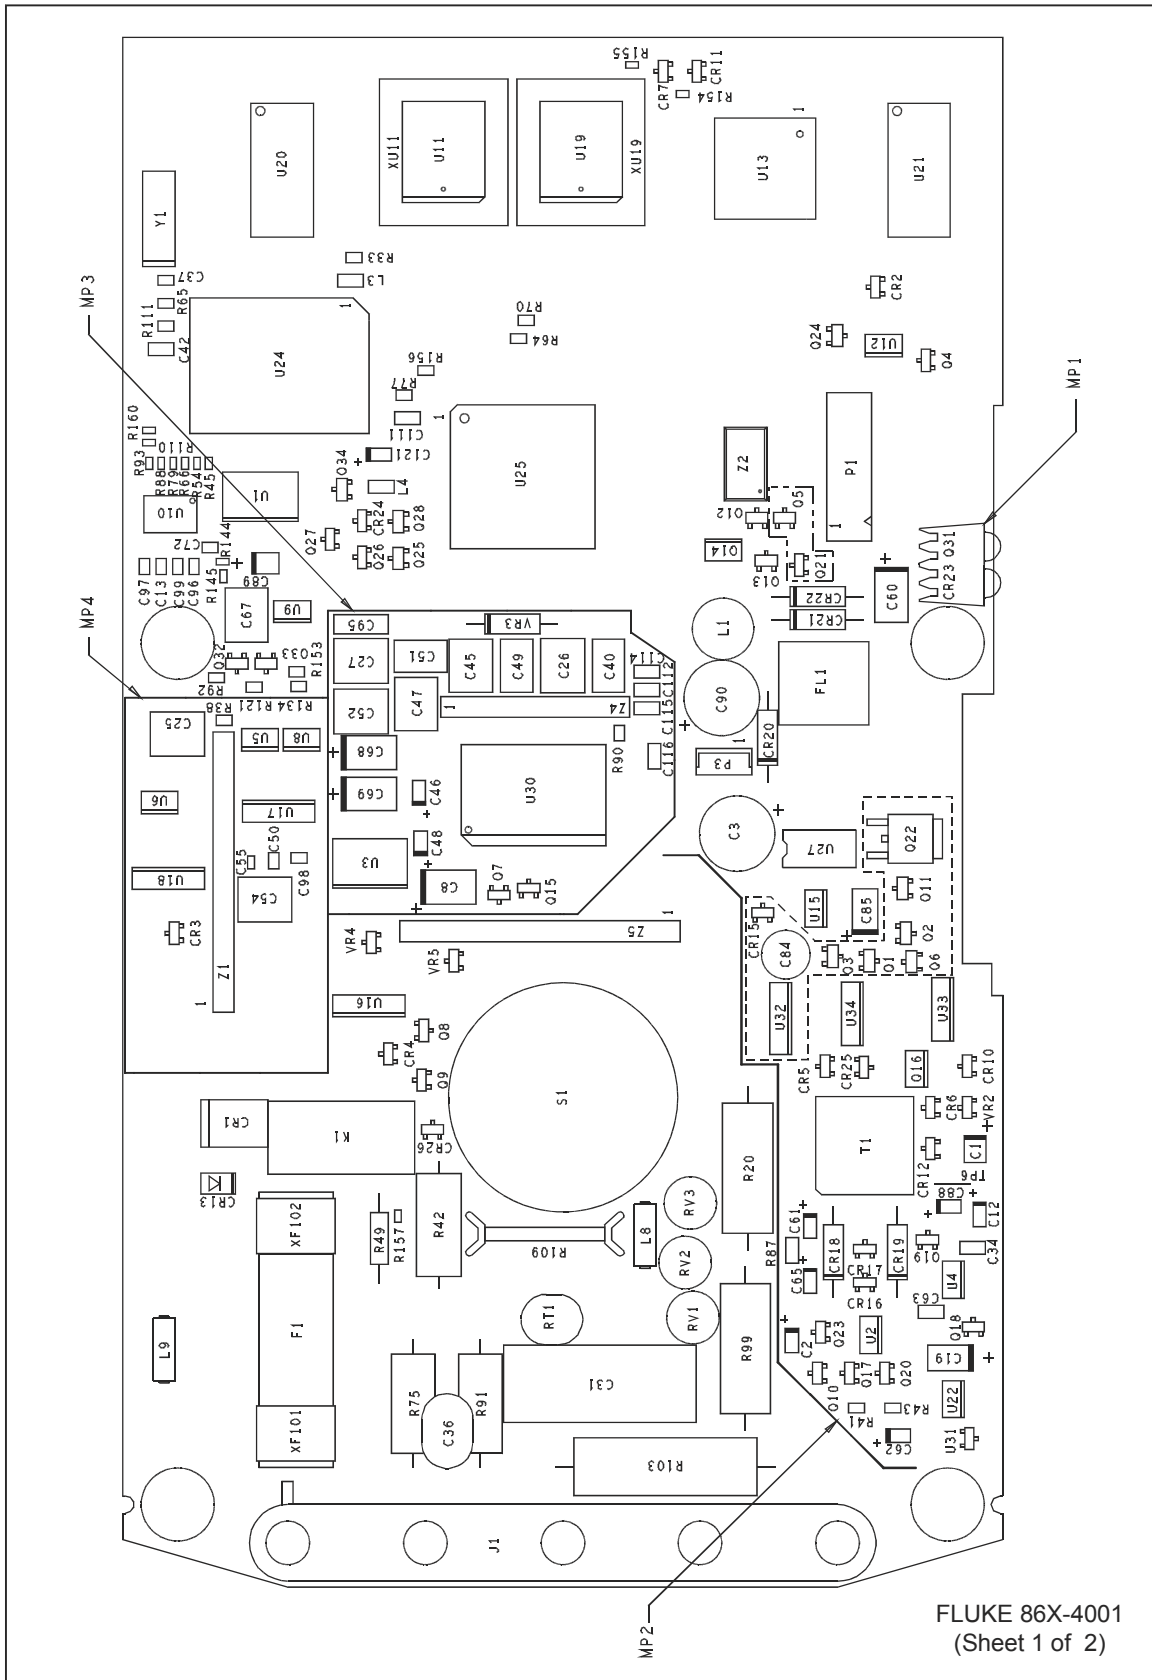 R155
CR7
CR11
R154
1
U20
XU11
U11
U19
XU19
U13
U21
Y1
C37
R65
R111
C42
R33
L3
MP3
1
U24
R70
R64
CR2
Q24
U12
Q4
R156
R77
C111
1
U25
MP1
R160
R93
R110
R88
R79
R66
R54
R45
U10
U1
Q34
+
C121
L4
Z2
P1
1
Q5
Q12
CR24
Q28
Q27
Q26
Q25
R144
C72
+
C89
R145
C97
C13
C99
C96
Q14
Q13
Q21
+
C60
CR22
CR21
Q31
CR23
MP4
C67
U9
C95
VR3
L1
Q32
Q33
R153
R92
C27
C51
C45
C49
C26
C40
C114
C112
C115
FL1
C90
+
R38
R121
R134
C25
U5
U8
C52
C47
1
Z4
R90
C116
P3
1
CR20
+
C68
+
C69
C46
+
U30
U6
U17
C3
+
U27
Q22
C55
C50
C98
U3
C48
+
C8
+
Q7
Q15
U18
C54
CR3
Z1
1
VR4
VR5
Z5
1
CR15
U15
C85
+
Q11
Q2
C84
Q3
Q1
Q6
U16
U32
U34
U33
Q8
CR4
Q9
S1
CR5
CR25
Q16
CR10
CR1
K1
CR26
R20
T1
CR6
VR2
+
C1
CR12
TP6
CR13
XF102
R49
R157
R42
R109
L8
RV3
RV2
R87
+
C61
C65
+
CR18
CR17
CR16
CR19
+
C88
+
C12
Q19
C34
U4
C63
L9
F1
RT1
RV1
R99
+
C2
Q23
U2
Q18
C19
+
R75
C36
R91
C31
Q10
Q17
Q20
R41
R43
U22
+
C62
U31
XF101
R103
J1
MP2
FLUKE 86X-4001
(Sheet 1 of 2)